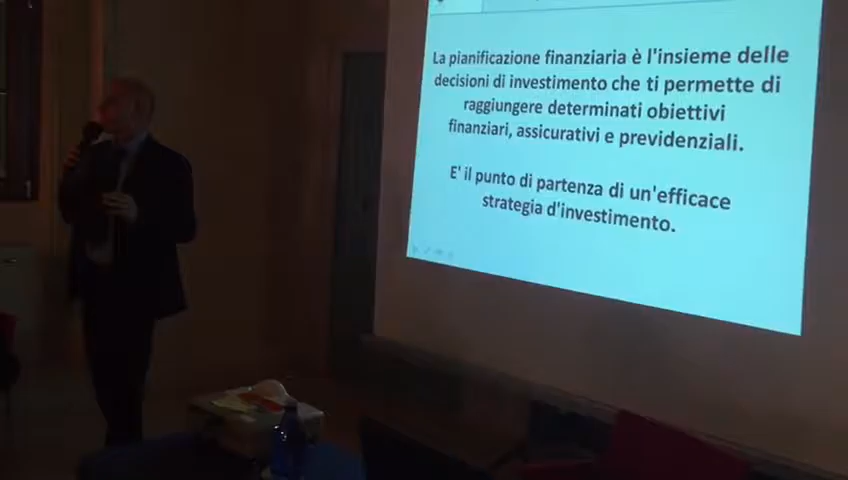 La pianificazione finanziaria è l'insieme delle
decisioni di investimento che ti permette di
raggiungere determinati obiettivi
finanziari, assicurativi e previdenziali.
E' il punto di partenza di un'efficace
strategia d'investimento.